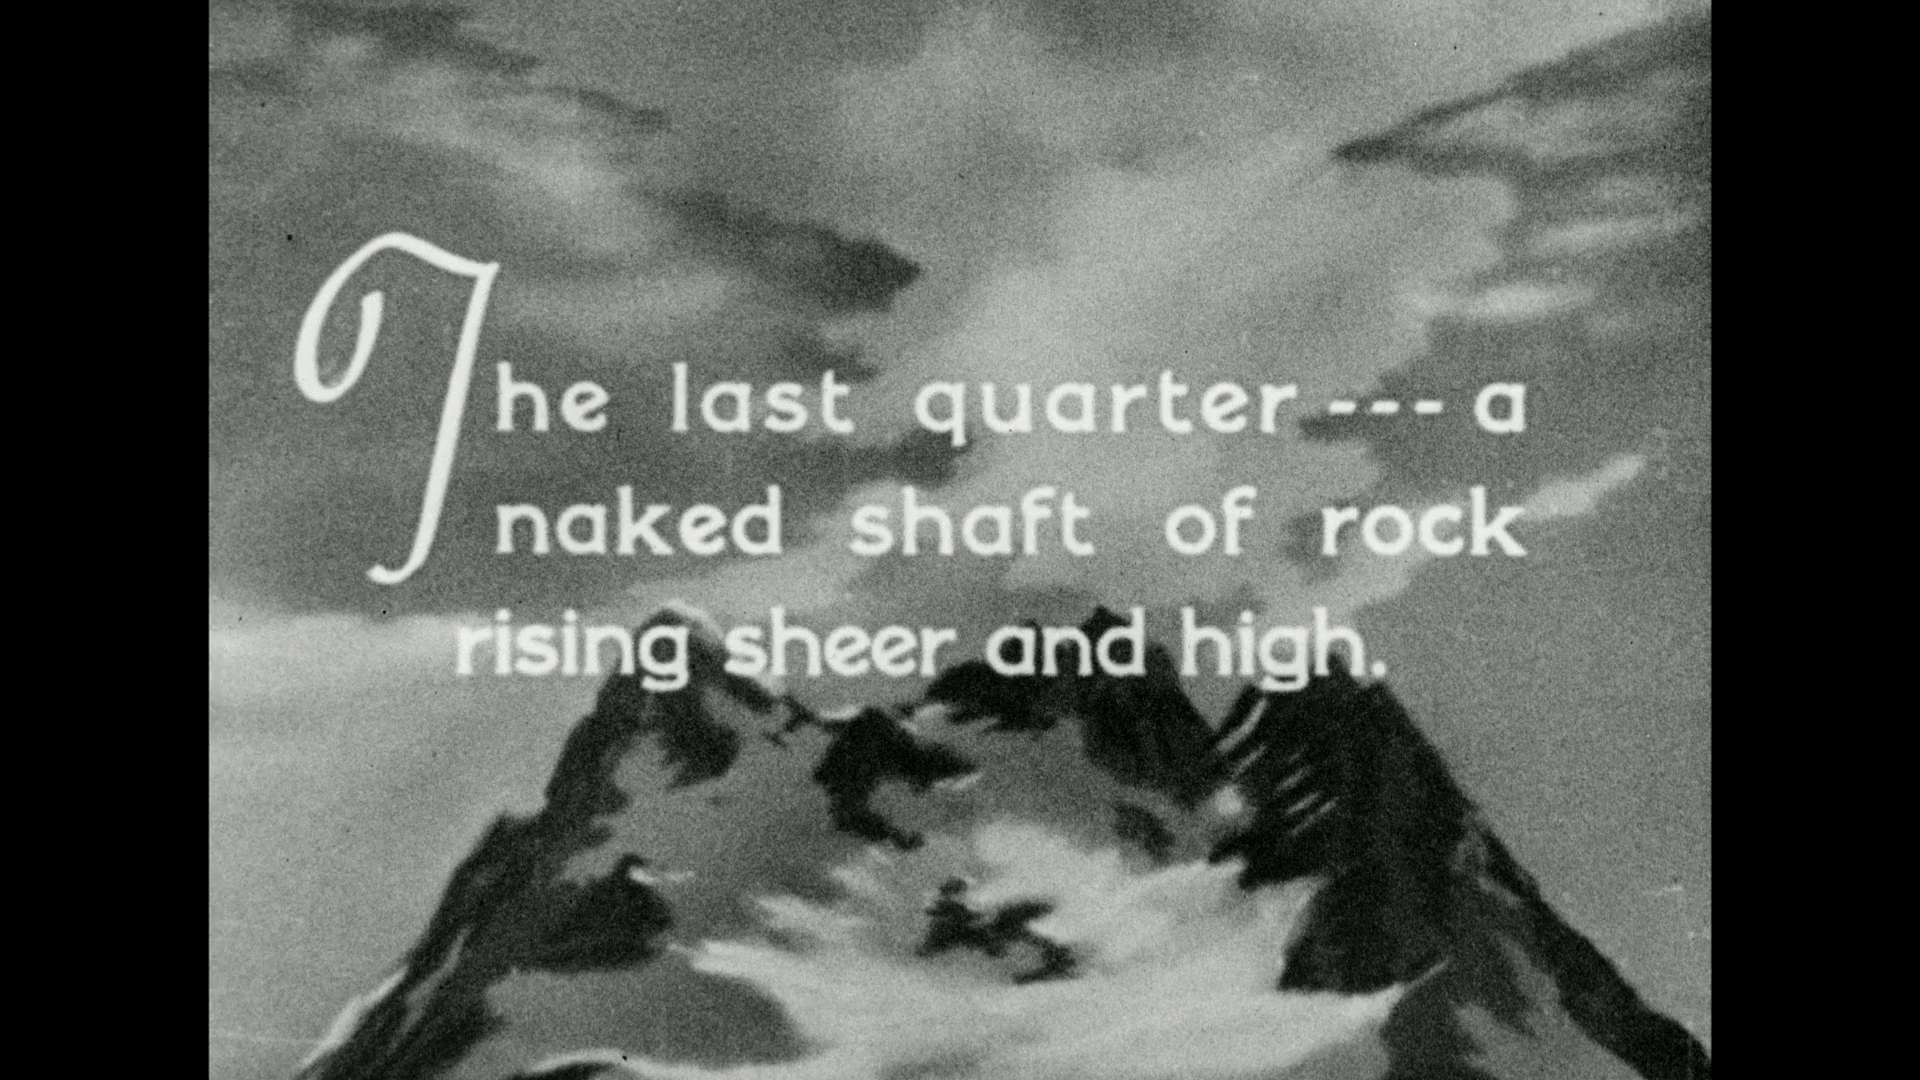 The last quarter --- a
naked shaft of rock
rising sheer and high.